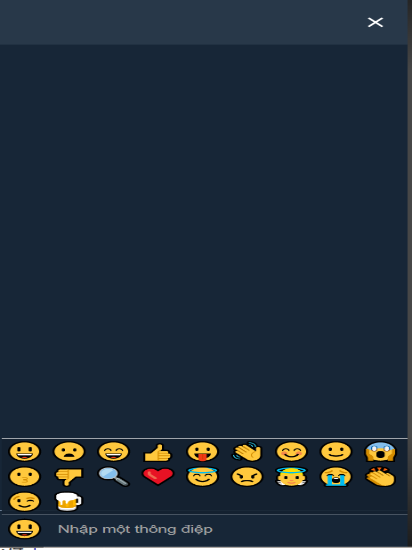 Nhập một thông điệp